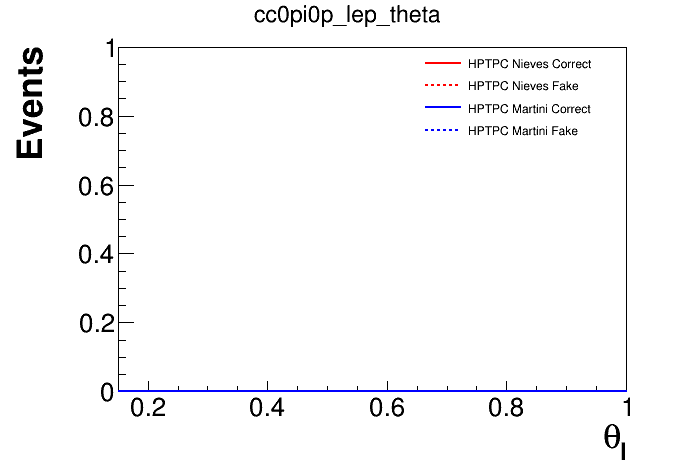 cc0pi0p_lep_theta
Events
1
0.8
0.6
0.4
0.2
0
HPTPC Nieves Correct
HPTPC Nieves Fake
HPTPC Martini Correct
HPTPC Martini Fake
0.2 0.4 0.6 0.8 1
θl